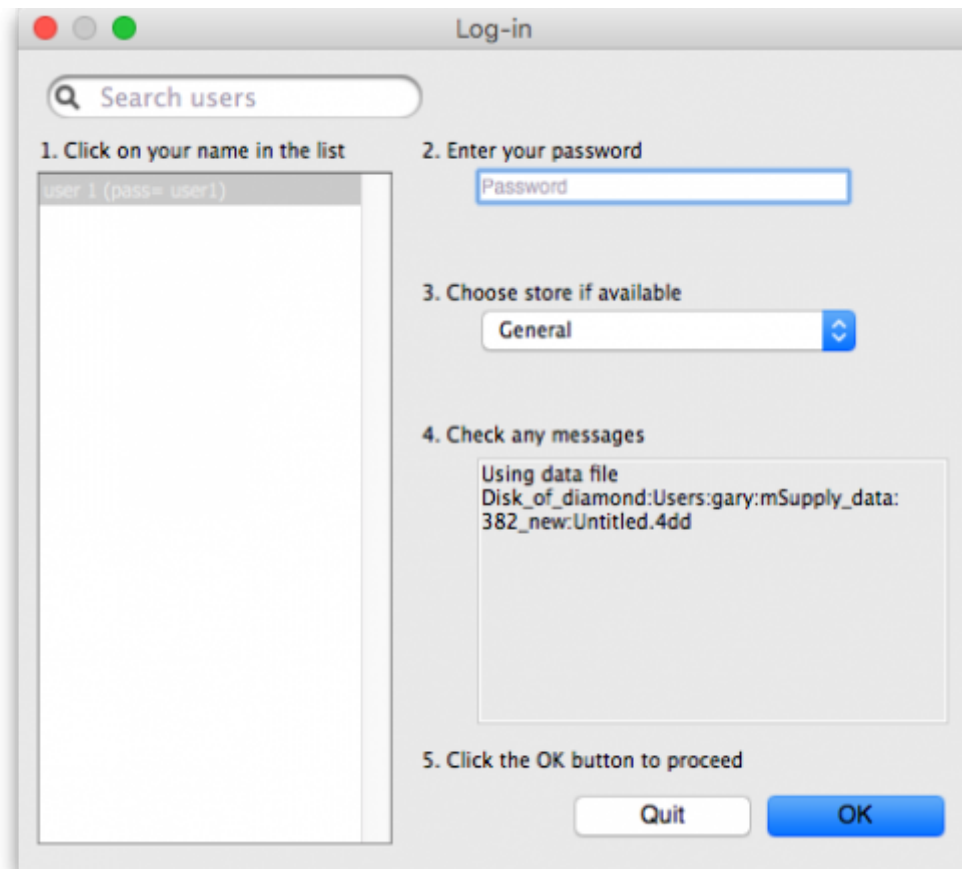 Log-in
Search users
1. Click on your name in the list
user 1 (pass= user1)
2. Enter your password
Password
3. Choose store if available
General
4. Check any messages
Using data file
Disk_of_diamond:Users:gary:mSupply_data:
382_new:Untitled.4dd
5. Click the OK button to proceed
Quit
OK